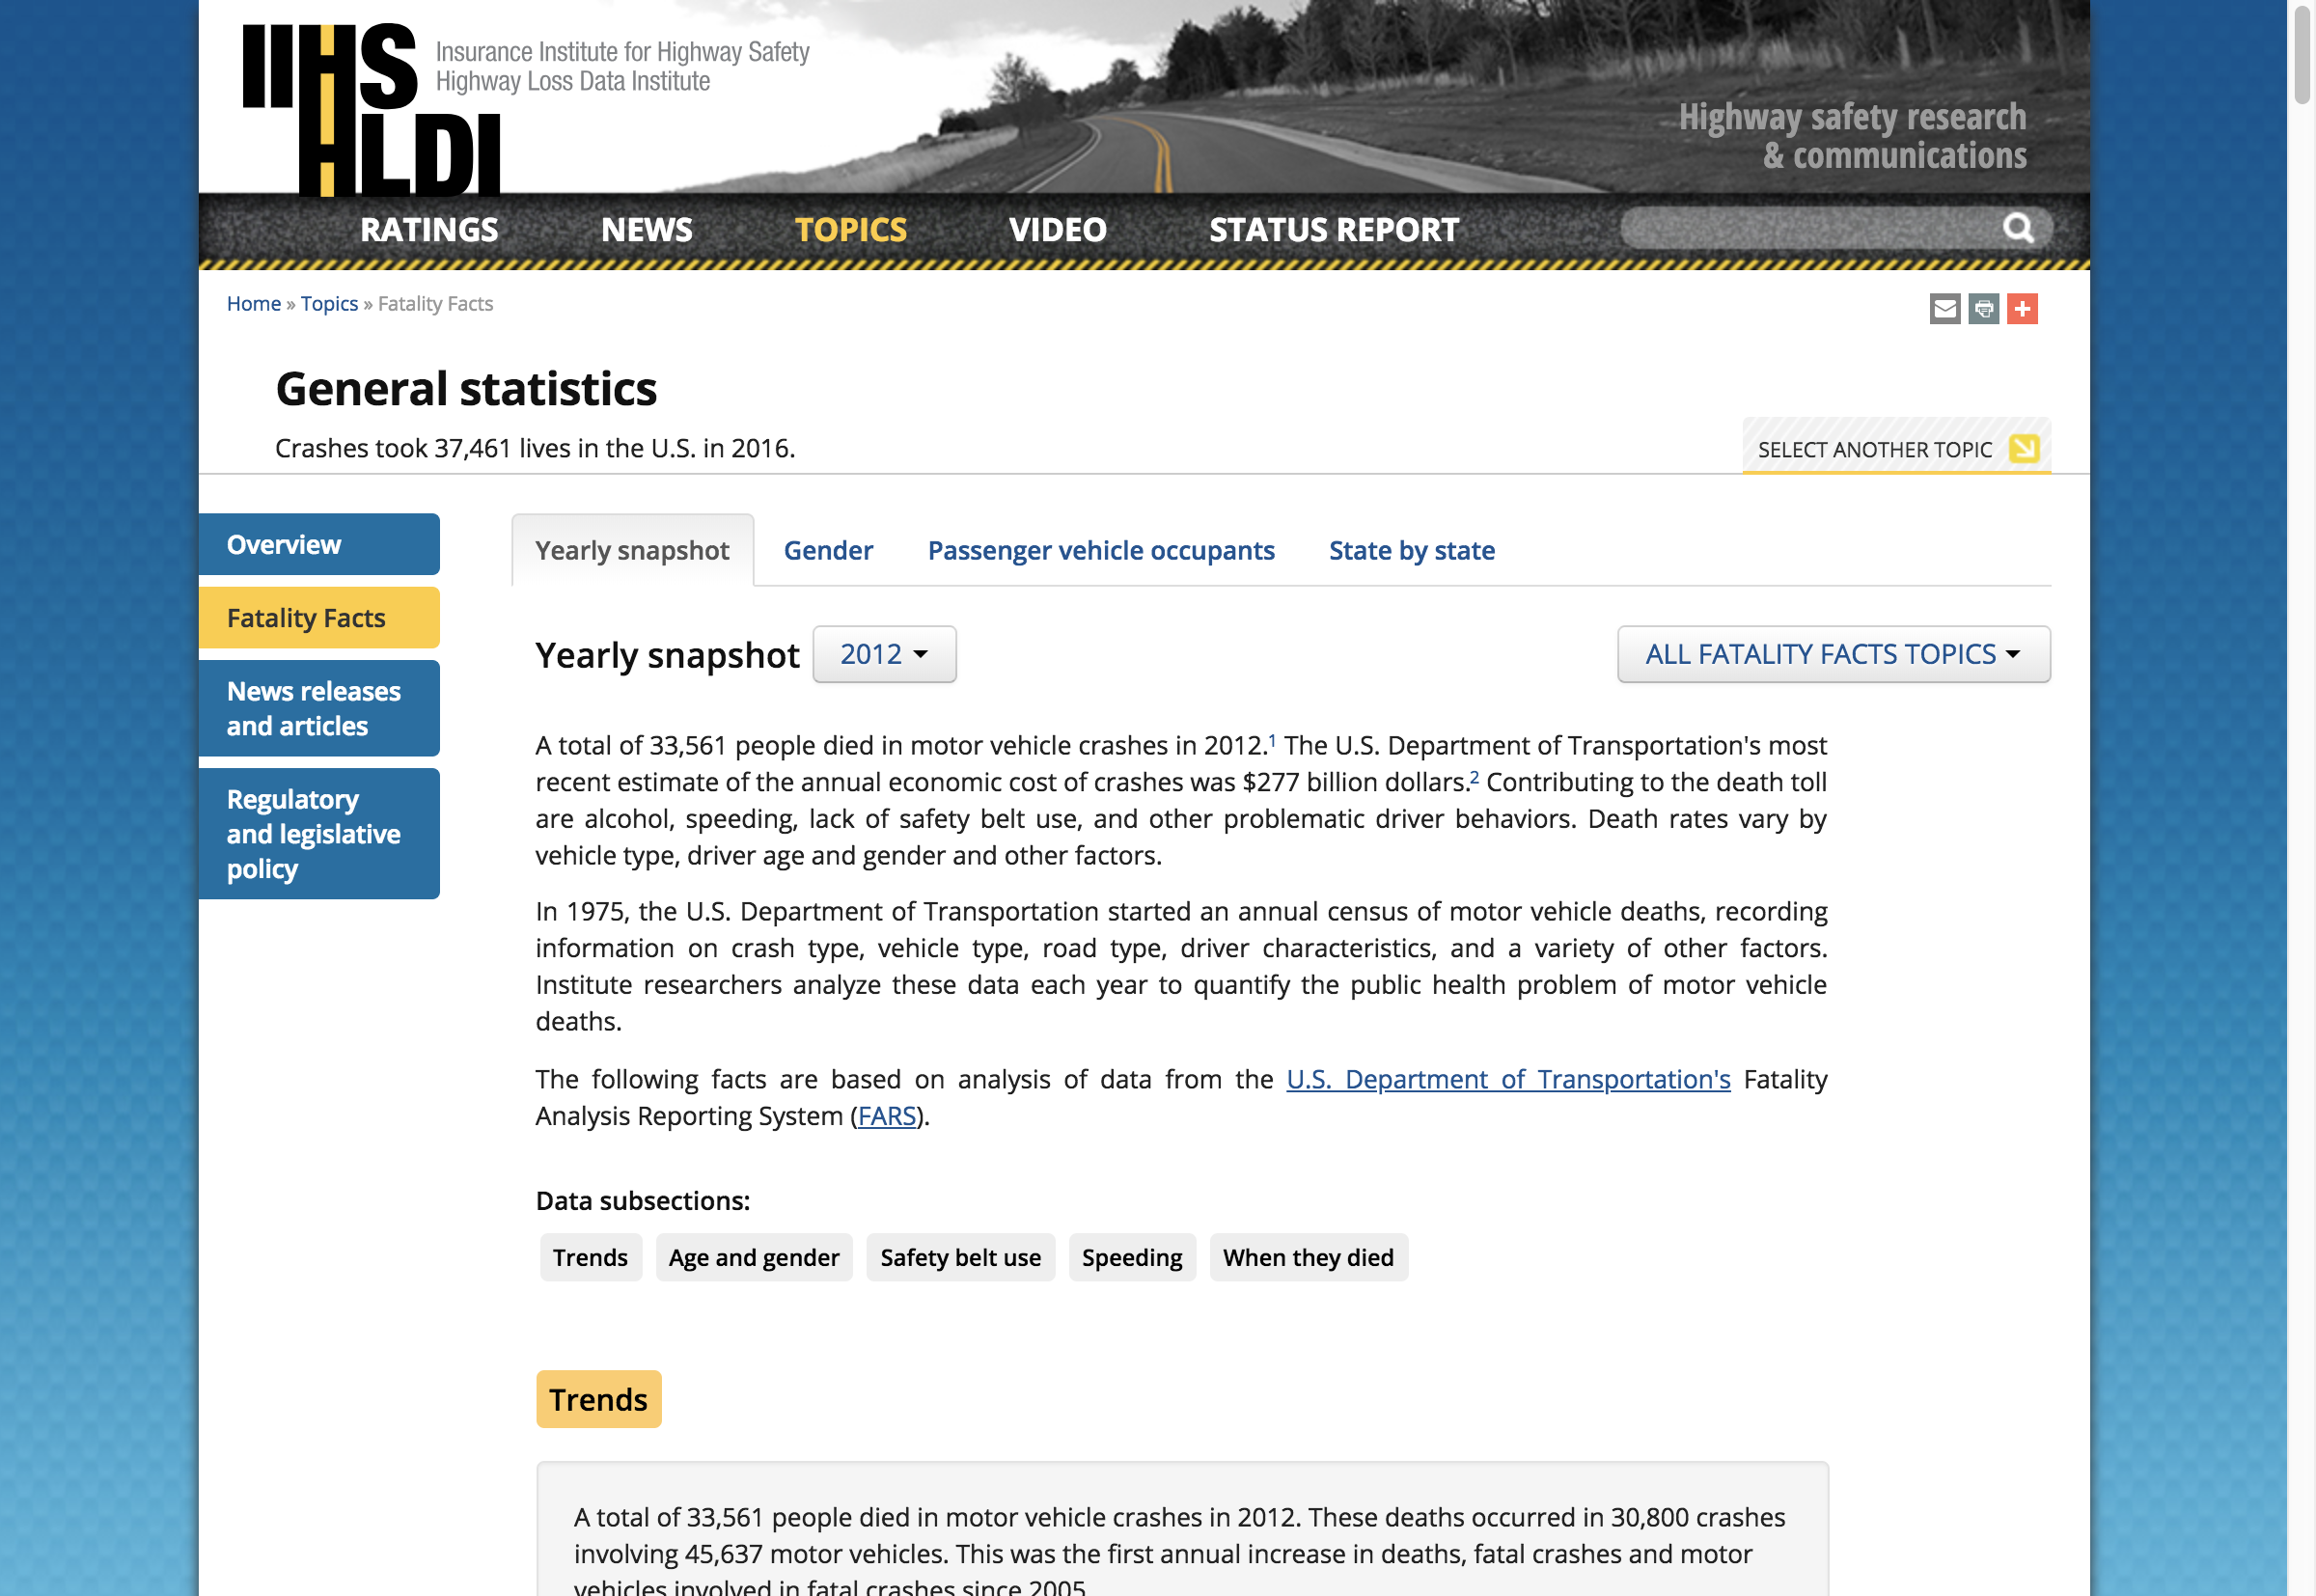 IIHS
HLDI
Insurance Institute for Highway Safety
Highway Loss Data Institute
Highway safety research
& communications
RATINGS NEWS TOPICS VIDEO STATUS REPORT
Home » Topics » Fatality Facts
General statistics
Crashes took 37,461 lives in the U.S. in 2016.
SELECT ANOTHER TOPIC
Overview
Fatality Facts
News releases
and articles
Regulatory
and legislative
policy
Yearly snapshot Gender Passenger vehicle occupants State by state
Yearly snapshot 2012 ALL FATALITY FACTS TOPICS
A total of 33,561 people died in motor vehicle crashes in 2012.1 The U.S. Department of Transportation's most
recent estimate of the annual economic cost of crashes was $277 billion dollars.2 Contributing to the death toll
are alcohol, speeding, lack of safety belt use, and other problematic driver behaviors. Death rates vary by
vehicle type, driver age and gender and other factors.
In 1975, the U.S. Department of Transportation started an annual census of motor vehicle deaths, recording
information on crash type, vehicle type, road type, driver characteristics, and a variety of other factors.
Institute researchers analyze these data each year to quantify the public health problem of motor vehicle
deaths.
The following facts are based on analysis of data from the U.S. Department of Transportation's Fatality
Analysis Reporting System (FARS).
Data subsections:
Trends Age and gender Safety belt use Speeding When they died
Trends
A total of 33,561 people died in motor vehicle crashes in 2012. These deaths occurred in 30,800 crashes
involving 45,637 motor vehicles. This was the first annual increase in deaths, fatal crashes and motor
vehicles involved in fatal crashes since 2005.